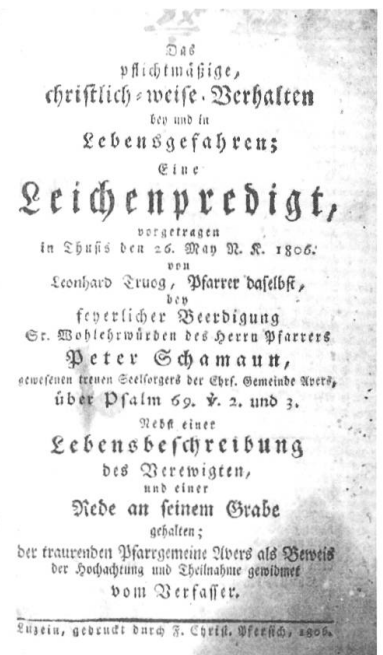 Das
pflichtmäßige,
christlich-weise-Verhalten
bey und in
Lebensgefahren;
Eine
Leichenpredigt,
vorgetragen
in Thusis den 26. May N. K. 1806.
von
Leonhard Truog, Pfarrer daselbst,
bey
feyerlicher Beerdigung
Sr. Wohlehrwürden des Herrn Pfarrers
Peter Schamaun,
gewesenen treuen Seelsorgers der Ehrs. Gemeinde Avers,
über Psalm 69. v. 2. und 3.
Nebst einer
Lebensbeschreibung
des Verewigten,
und einer
Rede an seinem Grabe
gehalten;
der traurenden Pfarrgemeine Avers als Beweis
der Hochachtung und Theilnahme gewidmet
vom Verfasser.
Luzein, gedruckt durch F. Christ. Pfersich, 1806.